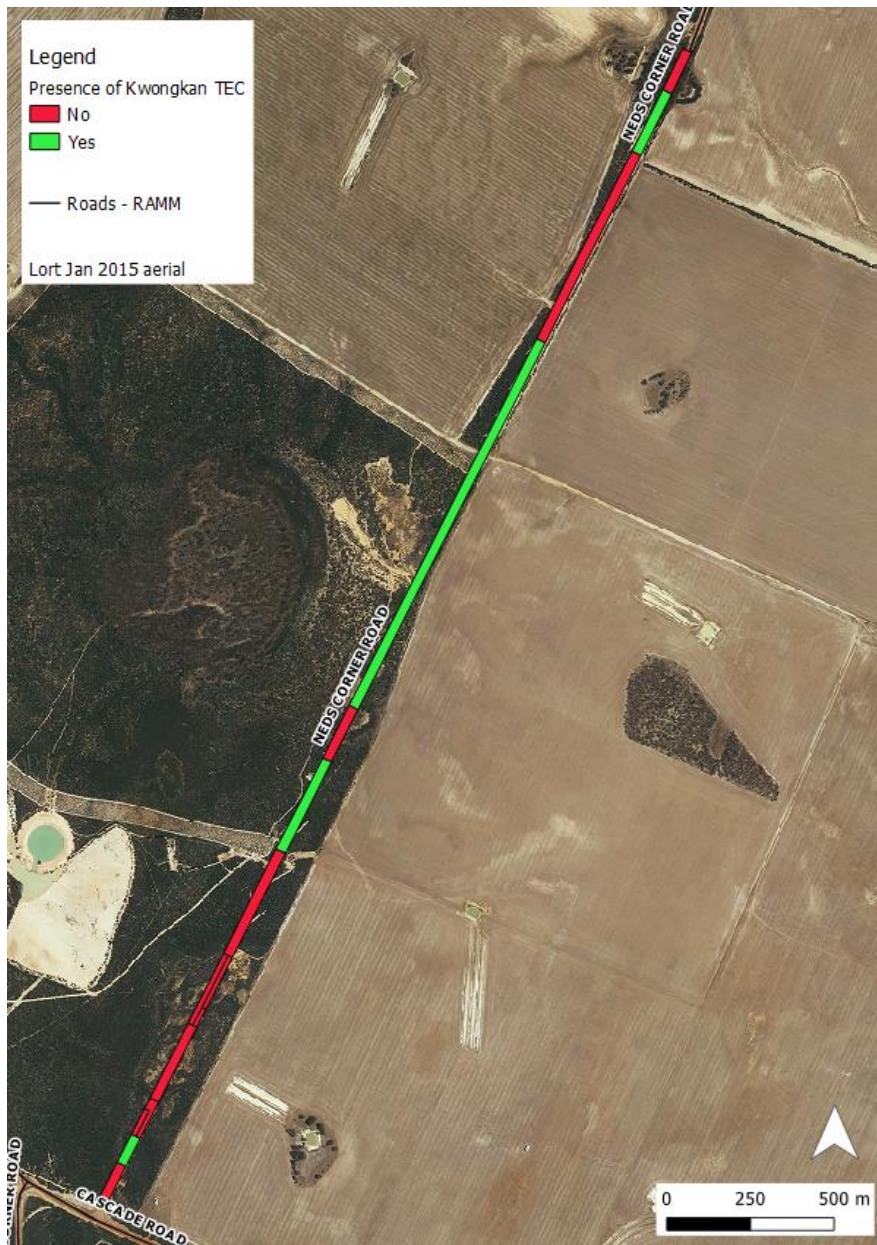 Legend
Presence of Kwongkan TEC
No
Yes
Roads - RAMM
Lort Jan 2015 aerial
NEDS CORNER ROAD
NEDS CORNER ROAD
CORNER ROAD
CASCADE ROAD
0 250 500 m